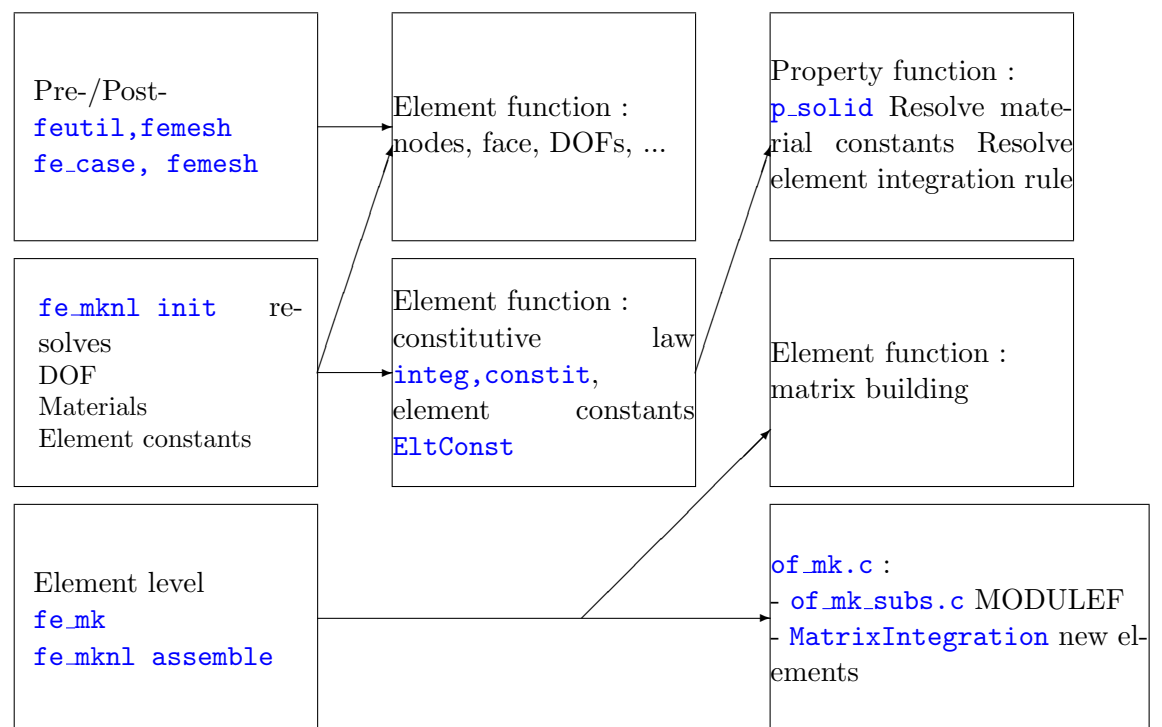 Pre-/Post-
feutil,femesh
fe_case, femesh
Element function :
nodes, face, DOFs, ...
Property function :
p_solid Resolve mate-
rial constants Resolve
element integration rule
fe_mknl init re-
solves
DOF
Materials
Element constants
Element function :
constitutive law
integ,constit,
element constants
EltConst
Element function :
matrix building
Element level
fe_mk
fe_mknl assemble
of_mk.c :
- of_mk_subs.c MODULEF
- MatrixIntegration new el-
ements